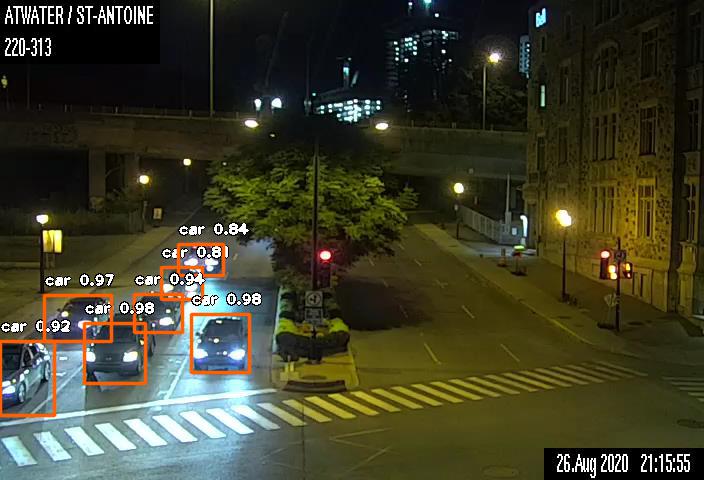 ATWATER / ST-ANTOINE
220-313
car 0.84
car 0.81
car 0.97
car 0.94
car 0.98
car 0.98
car 0.92
26.Aug 2020 21:15:55